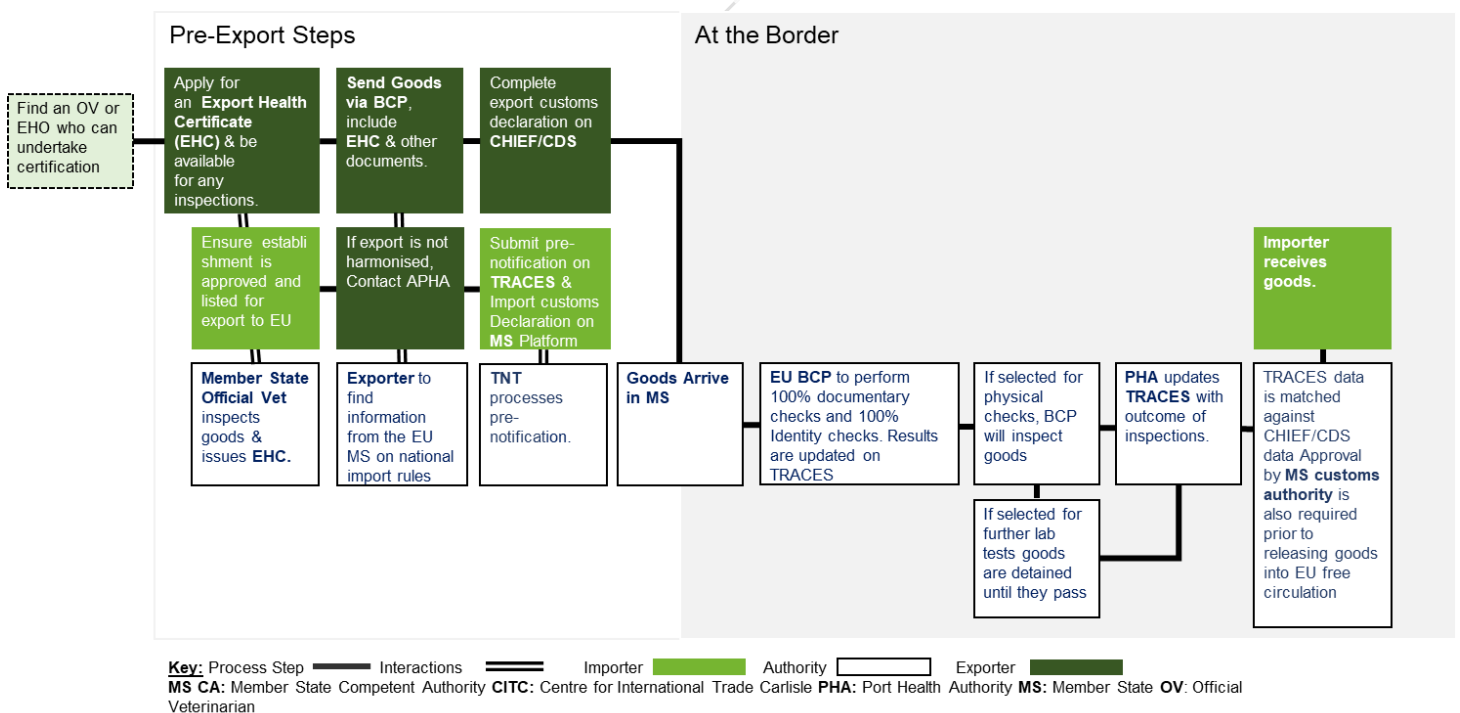 Pre-Export Steps
At the Border
Find an OV or
EHO who can
undertake
certification
Apply for
an Export Health
Certificate
(EHC) & be
available
for any
inspections.
Send Goods
via BCP,
include
EHC & other
documents.
Complete
export customs
declaration on
CHIEF/CDS
Ensure establi
shment is
approved and
listed for
export to EU
If export is not
harmonised,
Contact APHA
Submit pre-
notification on
TRACES &
Import customs
Declaration on
MS Platform
Importer
receives
goods.
Member State
Official Vet
inspects
goods &
issues EHC.
Exporter to
find
information
from the EU
MS on national
import rules
TNT
processes
pre-
notification.
Goods Arrive
in MS
EU BCP to perform
100% documentary
checks and 100%
Identity checks. Results
are updated on
TRACES
If selected for
physical
checks, BCP
will inspect
goods
PHA updates
TRACES with
outcome of
inspections.
TRACES data
is matched
against
CHIEF/CDS
data Approval
by MS customs
authority is
also required
prior to
releasing goods
into EU free
circulation
If selected for
further lab
tests goods
are detained
until they pass
Key: Process Step Interactions Importer Authority Exporter
MS CA: Member State Competent Authority CITC: Centre for International Trade Carlisle PHA: Port Health Authority MS: Member State OV: Official
Veterinarian